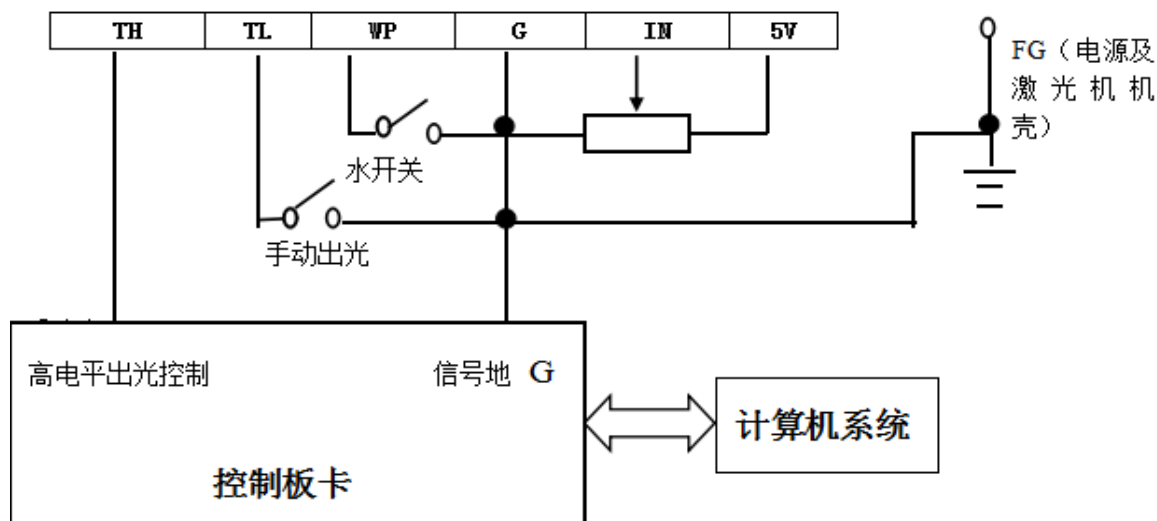 TH TL WP G IN 5V
FG（电源及
激光机机
壳）
水开关
手动出光
高电平出光控制 信号地 G
计算机系统
控制板卡